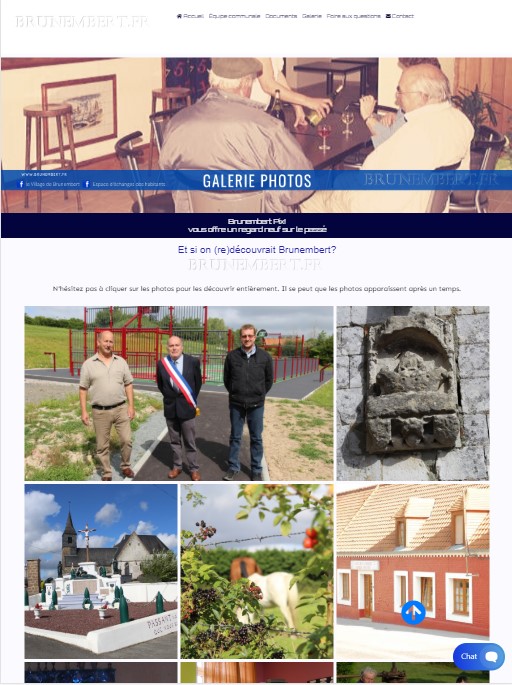 BRUNEMBERT.FR
Accueil Equipe communale Documents Galerie Foire aux questions Contact
WWW.BRUNEMBERT.FR
le Village de Brunembert Espace d'échanges des habitants
GALERIE PHOTOS
BRUNEMBERT.FR
Brunembert Pix!
vous offre un regard neuf sur le passé
Et si on (re)découvrait Brunembert?
BRUNEMBERT.FR
N'hésitez pas à cliquer sur les photos pour les découvrir entièrement. Il se peut que les photos apparaissent après un temps.
PASSANT
Chat